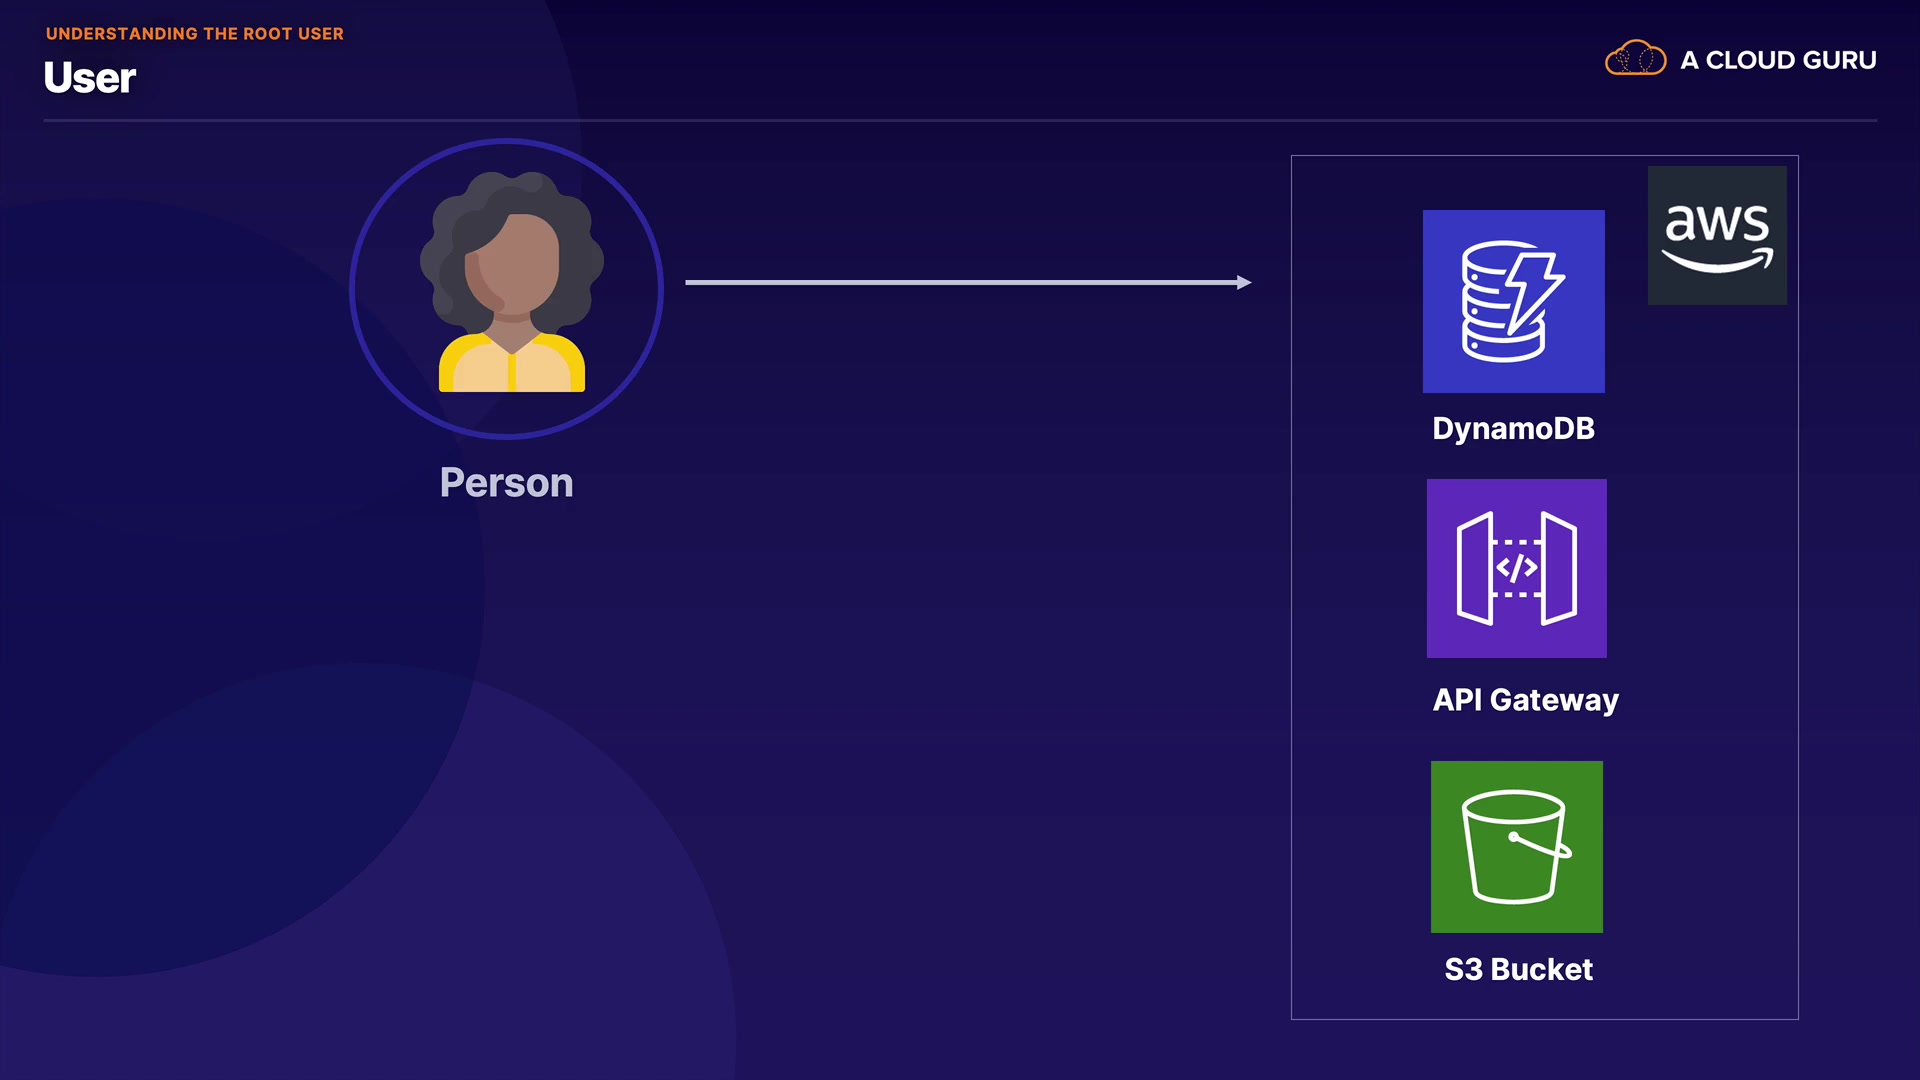 UNDERSTANDING THE ROOT USER
User
A CLOUD GURU
aws
Person
DynamoDB
</>
API Gateway
S3 Bucket